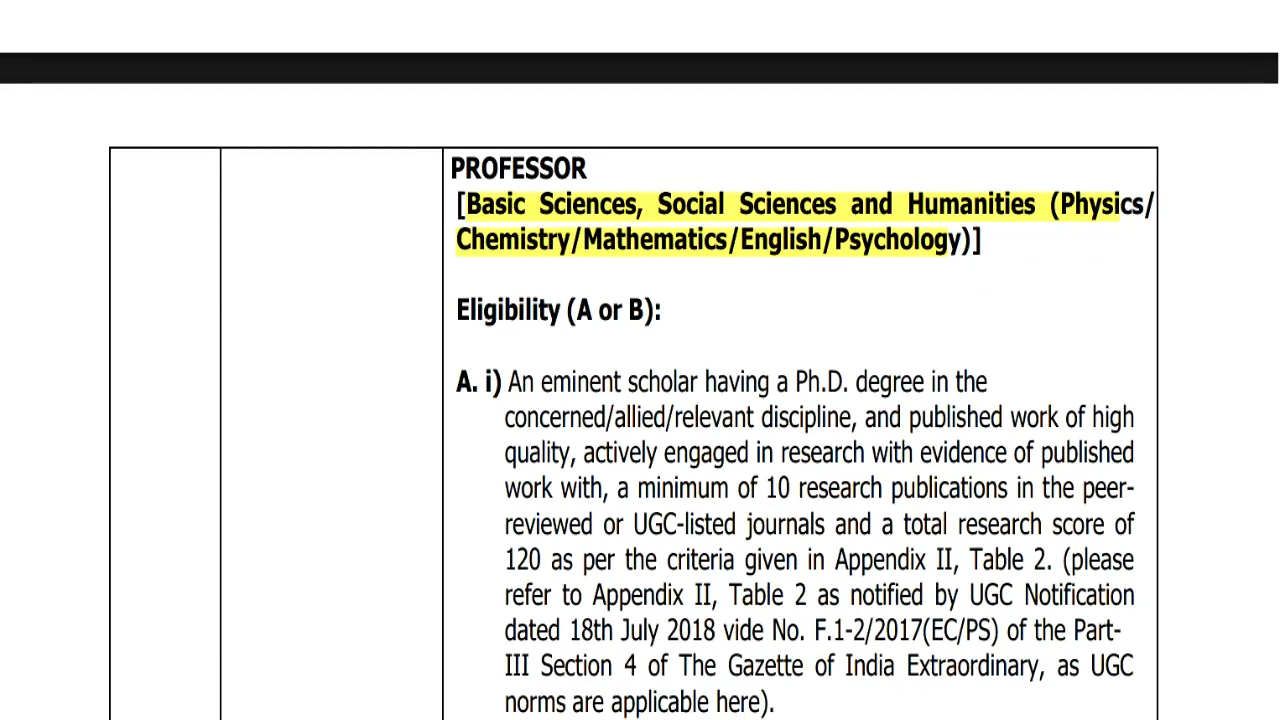 PROFESSOR
[Basic Sciences, Social Sciences and Humanities (Physics/
Chemistry/Mathematics/English/Psychology)]
Eligibility (A or B):
A. i) An eminent scholar having a Ph.D. degree in the
concerned/allied/relevant discipline, and published work of high
quality, actively engaged in research with evidence of published
work with, a minimum of 10 research publications in the peer-
reviewed or UGC-listed journals and a total research score of
120 as per the criteria given in Appendix II, Table 2. (please
refer to Appendix II, Table 2 as notified by UGC Notification
dated 18th July 2018 vide No. F.1-2/2017(EC/PS) of the Part-
III Section 4 of The Gazette of India Extraordinary, as UGC
norms are applicable here).